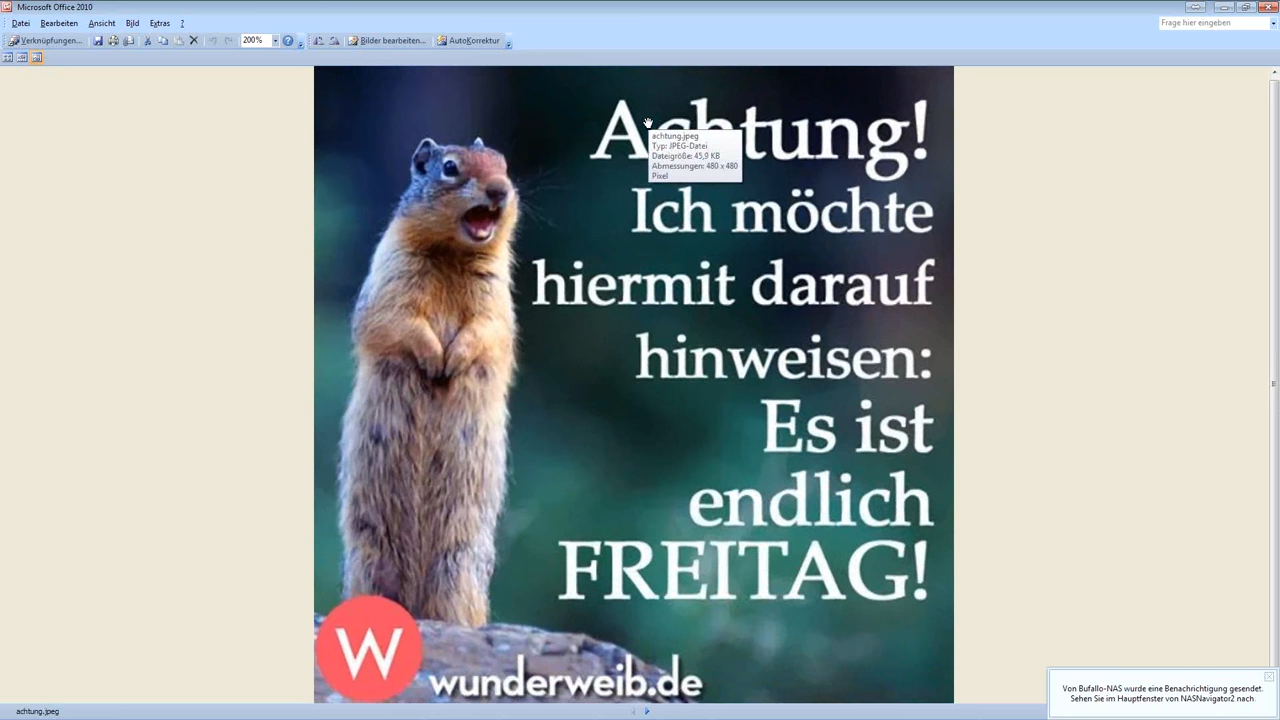 Microsoft Office 2010
Datei Bearbeiten Ansicht Bild Extras ?
Frage hier eingeben
Verknüpfungen... 200% Bilder bearbeiten... AutoKorrektur
Achtung!
achtung.jpeg
Typ: JPEG-Datei
Dateigröße: 45,9 KB
Abmessungen: 480 x 480
Pixel
Ich möchte
hiermit darauf
hinweisen:
Es ist
endlich
FREITAG!
W
wunderweib.de
Von Bufallo-NAS wurde eine Benachrichtigung gesendet.
Sehen Sie im Hauptfenster von NASNavigator2 nach
achtung.jpeg